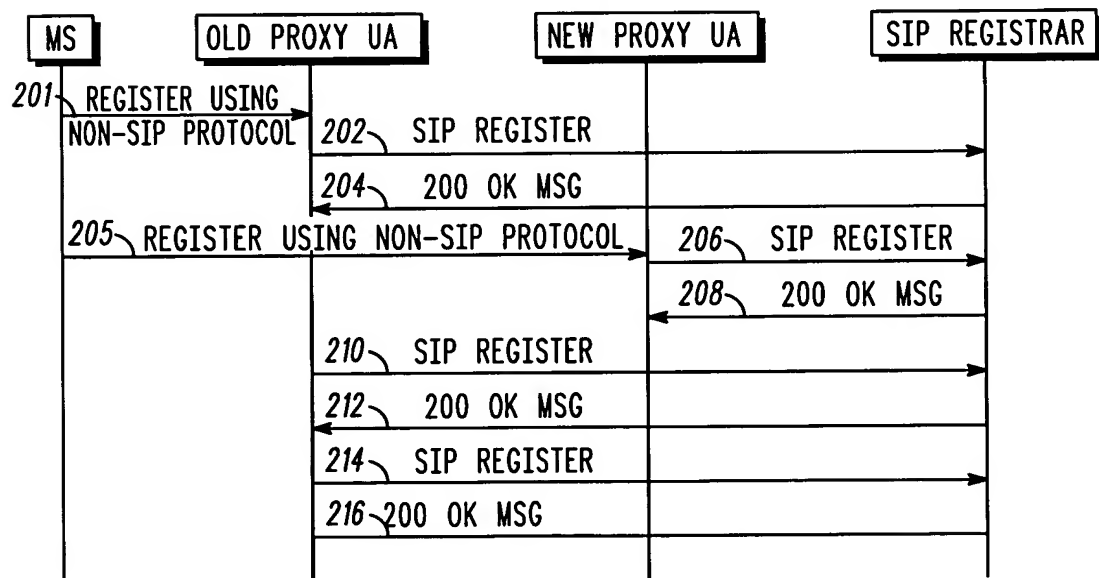 MS
OLD PROXY UA
NEW PROXY UA
SIP REGISTRAR
201 REGISTER USING
NON-SIP PROTOCOL
202 SIP REGISTER
204 200 OK MSG
205 REGISTER USING NON-SIP PROTOCOL
206 SIP REGISTER
208 200 OK MSG
210 SIP REGISTER
212 200 OK MSG
214 SIP REGISTER
216 200 OK MSG